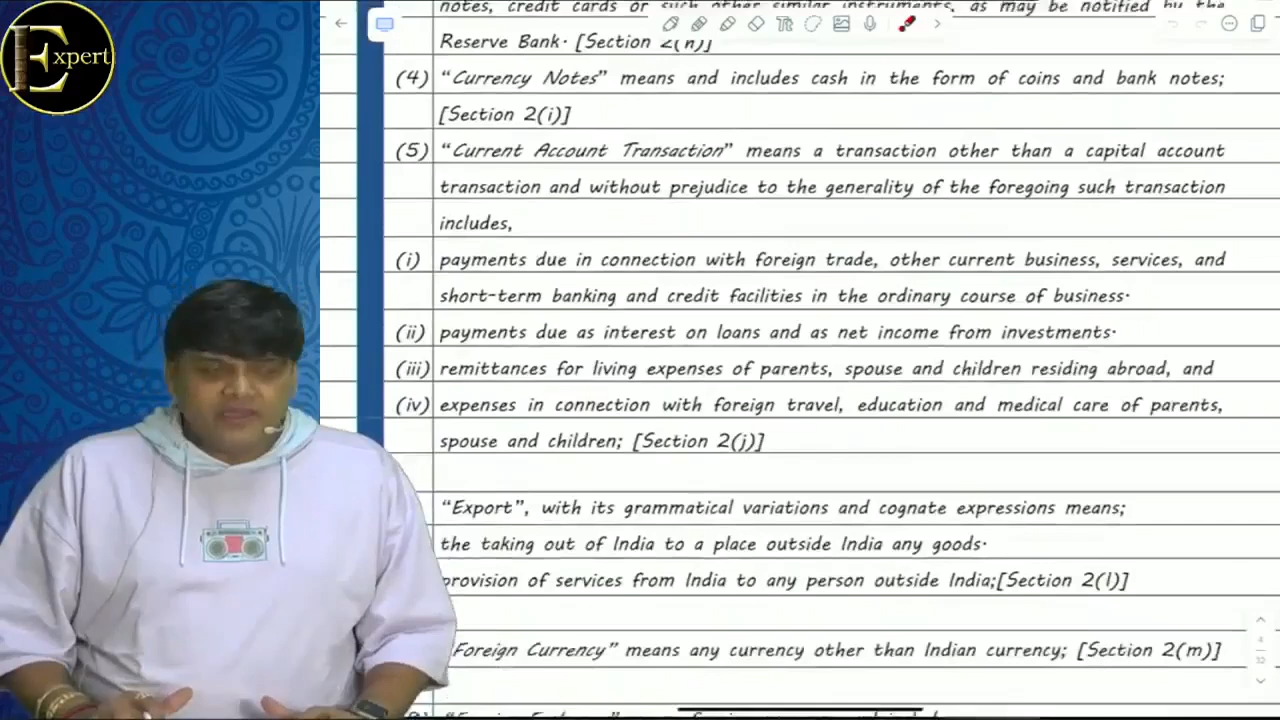 Expert
notes, credit cards or such other similar instruments, as may be notified by the
Reserve Bank. [Section 2(h)]
(4) “Currency Notes” means and includes cash in the form of coins and bank notes;
[Section 2(i)]
(5) “Current Account Transaction” means a transaction other than a capital account
transaction and without prejudice to the generality of the foregoing such transaction
includes,
(i) payments due in connection with foreign trade, other current business, services, and
short-term banking and credit facilities in the ordinary course of business.
(ii) payments due as interest on loans and as net income from investments.
(iii) remittances for living expenses of parents, spouse and children residing abroad, and
(iv) expenses in connection with foreign travel, education and medical care of parents,
spouse and children; [Section 2(j)]
“Export”, with its grammatical variations and cognate expressions means;
the taking out of India to a place outside India any goods.
provision of services from India to any person outside India;[Section 2(l)]
Foreign Currency” means any currency other than Indian currency; [Section 2(m)]
4
32